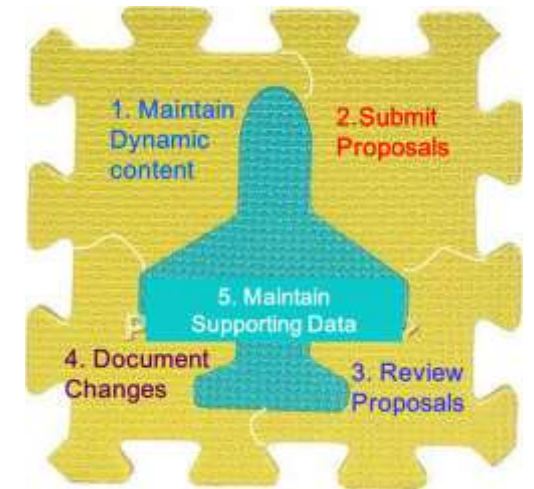 1. Maintain
Dynamic
content
2.Submit
Proposals
5. Maintain
Supporting Data
4. Document
Changes
3. Review
Proposals